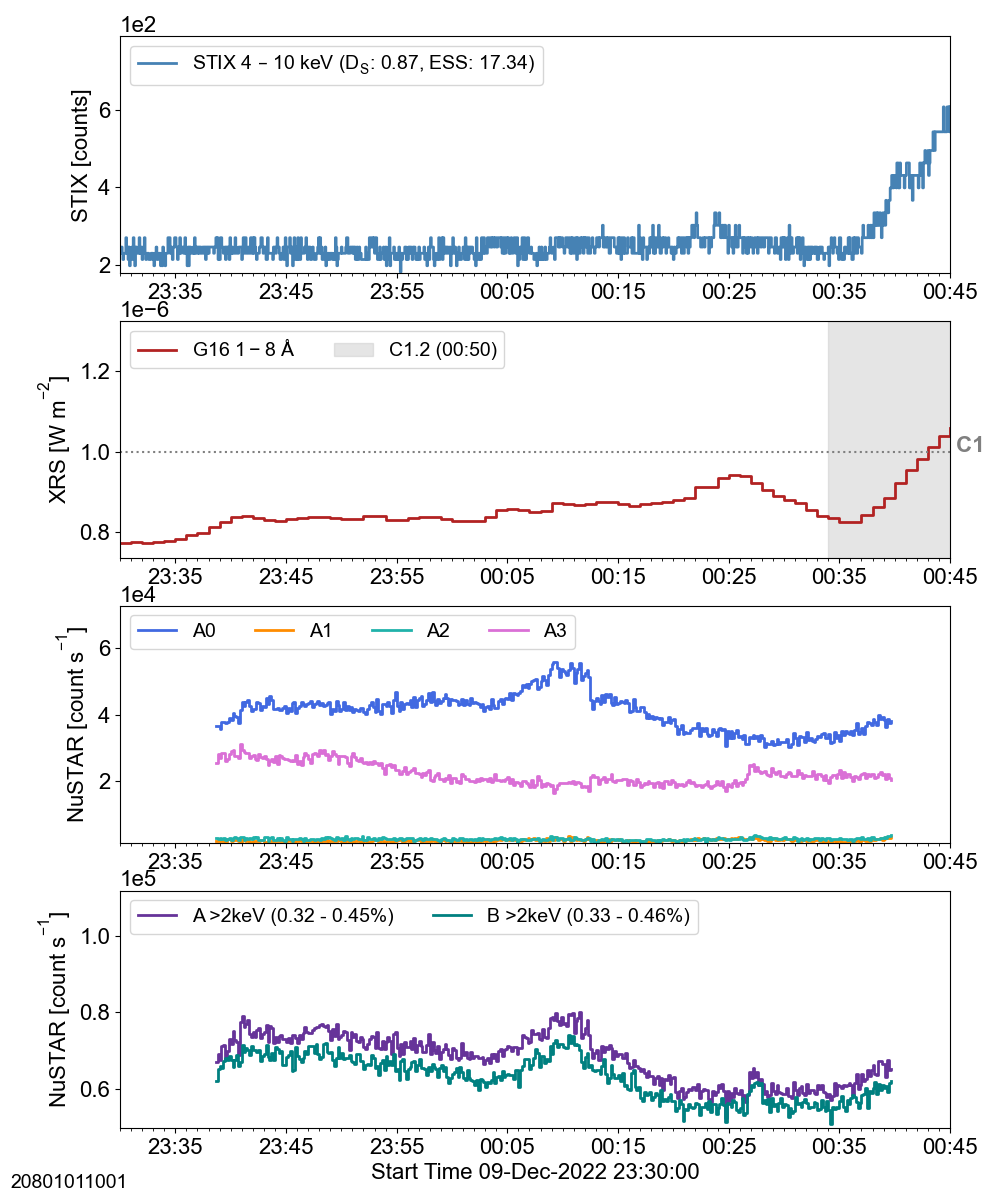 1e2
STIX 4 – 10 keV (D_S: 0.87, ESS: 17.34)
STIX [counts]
6
4
2
23:35 23:45 23:55 00:05 00:15 00:25 00:35 00:45
1e−6
G16 1 – 8 Å C1.2 (00:50)
XRS [W m⁻²]
1.2
1.0
0.8
C1
23:35 23:45 23:55 00:05 00:15 00:25 00:35 00:45
1e4
A0 A1 A2 A3
NuSTAR [count s⁻¹]
6
4
2
23:35 23:45 23:55 00:05 00:15 00:25 00:35 00:45
1e5
A >2keV (0.32 - 0.45%) B >2keV (0.33 - 0.46%)
NuSTAR [count s⁻¹]
1.0
0.8
0.6
23:35 23:45 23:55 00:05 00:15 00:25 00:35 00:45
Start Time 09-Dec-2022 23:30:00
20801011001